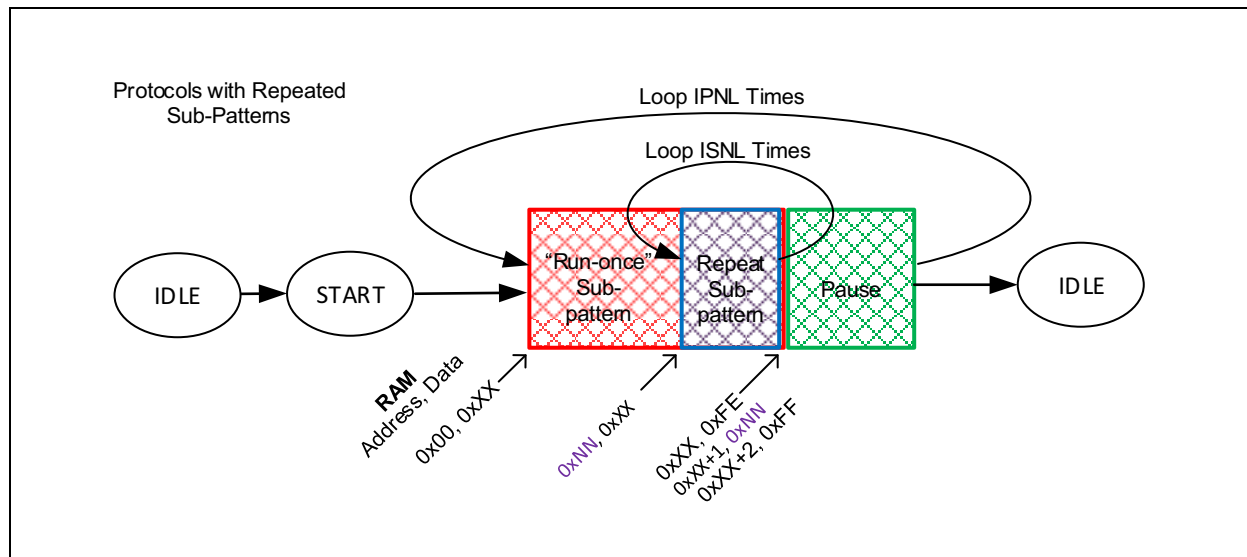 Protocols with Repeated
Sub-Patterns
Loop IPNL Times
Loop ISNL Times
IDLE
START
“Run-once”
Sub-
pattern
Repeat
Sub-
pattern
Pause
IDLE
RAM
Address, Data
0x00, 0xXX
0xNN, 0xXX
0xXX, 0xFE
0xXX+1, 0xNN
0xXX+2, 0xFF